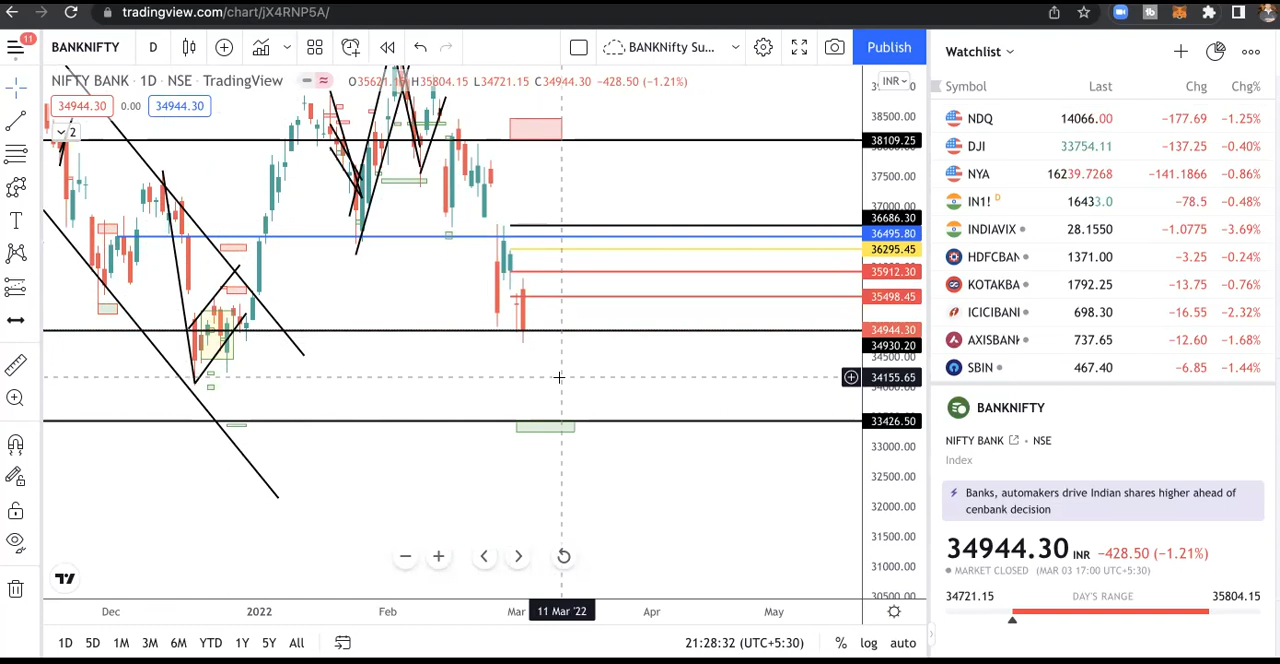 tradingview.com/chart/jX4RNP5A/
11
BANKNIFTY
D
BANKNifty Su...
Publish
NIFTY BANK · 1D · NSE · TradingView
H35804.15 L34721.15 C34944.30 -428.50 (-1.21%)
INR
34944.30 0.00 34944.30
2
38500.00
38109.25
37500.00
37000.00
36686.30
36495.80
36295.45
35912.30
35498.45
34944.30
34930.20
34500.00
34155.65
33426.50
33000.00
32500.00
32000.00
31500.00
31000.00
30500.00
Dec 2022 Feb Mar 11 Mar '22 Apr May
1D 5D 1M 3M 6M YTD 1Y 5Y All
21:28:32 (UTC+5:30) % log auto
Watchlist
Symbol Last Chg Chg%
NDQ 14066.00 -177.69 -1.25%
DJI 33754.11 -137.25 -0.40%
NYA 16239.7268 -141.1866 -0.86%
IN1! D 16433.0 -78.5 -0.48%
INDIAVIX 28.1550 -1.0775 -3.69%
HDFCBAN 1371.00 -3.25 -0.24%
KOTAKBA 1792.25 -13.75 -0.76%
ICICIBANI 698.30 -16.55 -2.32%
AXISBANK 737.65 -12.60 -1.68%
SBIN 467.40 -6.85 -1.44%
BANKNIFTY
NIFTY BANK · NSE
Index
Banks, automakers drive Indian shares higher ahead of
cenbank decision
34944.30 INR -428.50 (-1.21%)
MARKET CLOSED (MAR 03 17:00 UTC+5:30)
34721.15 DAY'S RANGE 35804.15